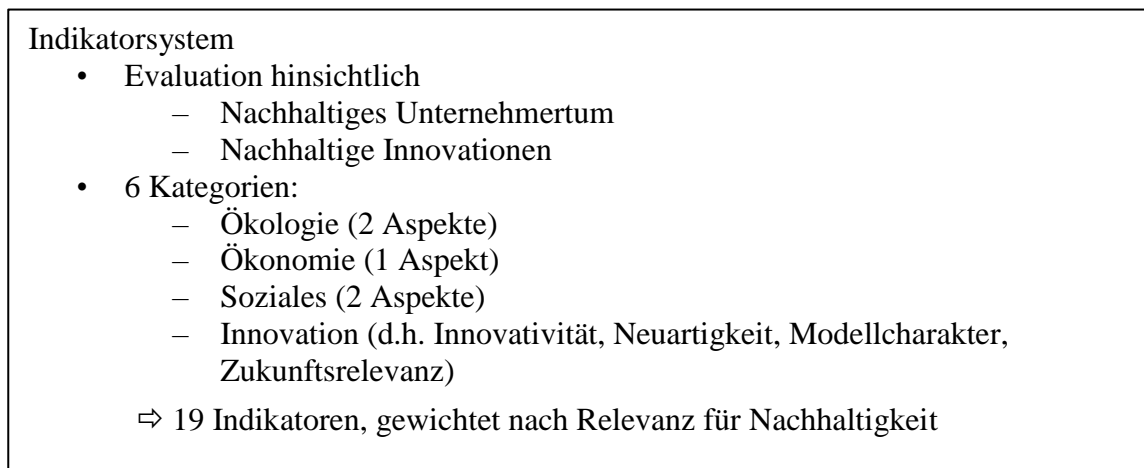 Indikatorsystem
• Evaluation hinsichtlich
– Nachhaltiges Unternehmertum
– Nachhaltige Innovationen
• 6 Kategorien:
– Ökologie (2 Aspekte)
– Ökonomie (1 Aspekt)
– Soziales (2 Aspekte)
– Innovation (d.h. Innovativität, Neuartigkeit, Modellcharakter,
Zukunftsrelevanz)
⇨ 19 Indikatoren, gewichtet nach Relevanz für Nachhaltigkeit